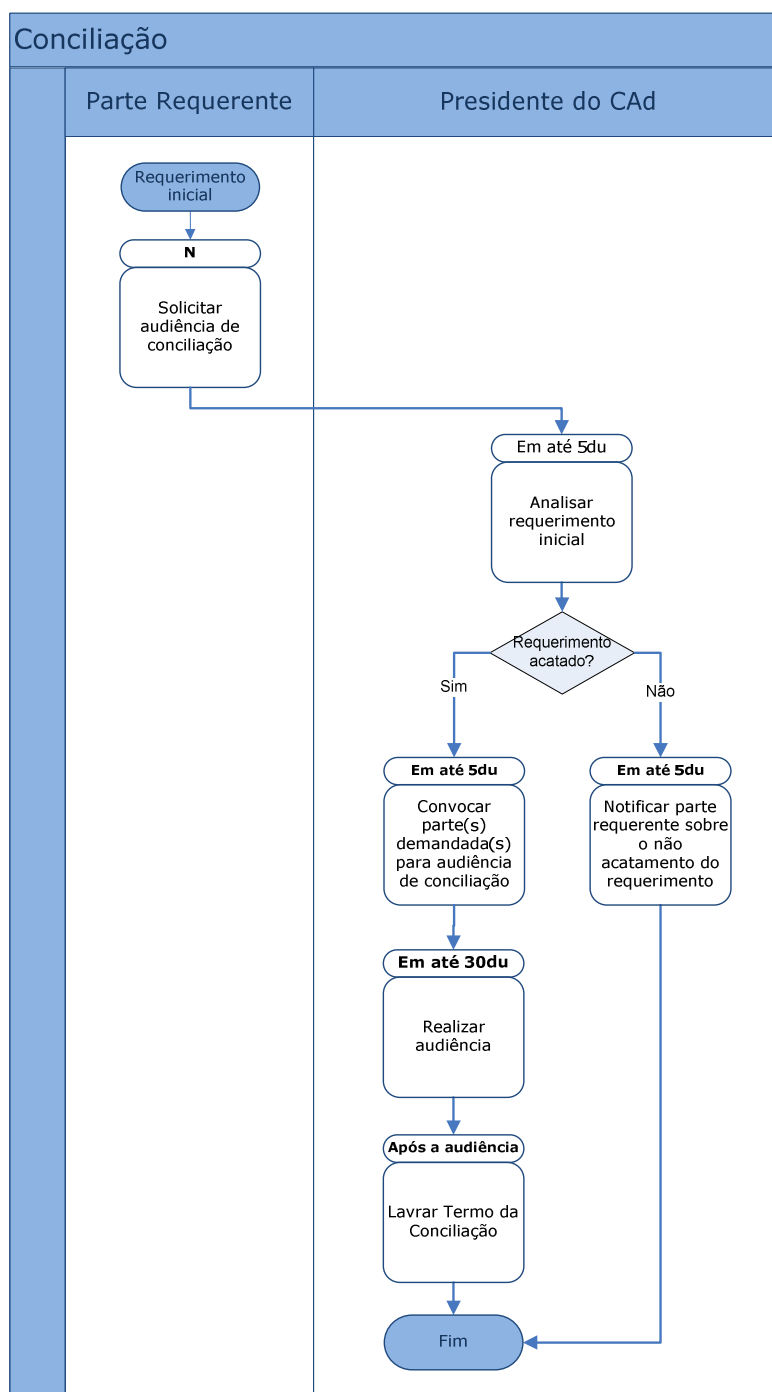 Conciliação
Parte Requerente
Presidente do CAd
Requerimento
inicial
N
Solicitar
audiência de
conciliação
Em até 5du
Analisar
requerimento
inicial
Requerimento
acatado?
Sim
Não
Em até 5du
Convocar
parte(s)
demandada(s)
para audiência
de conciliação
Em até 5du
Notificar parte
requerente sobre
o não
acatamento do
requerimento
Em até 30du
Realizar
audiência
Após a audiência
Lavrar Termo da
Conciliação
Fim